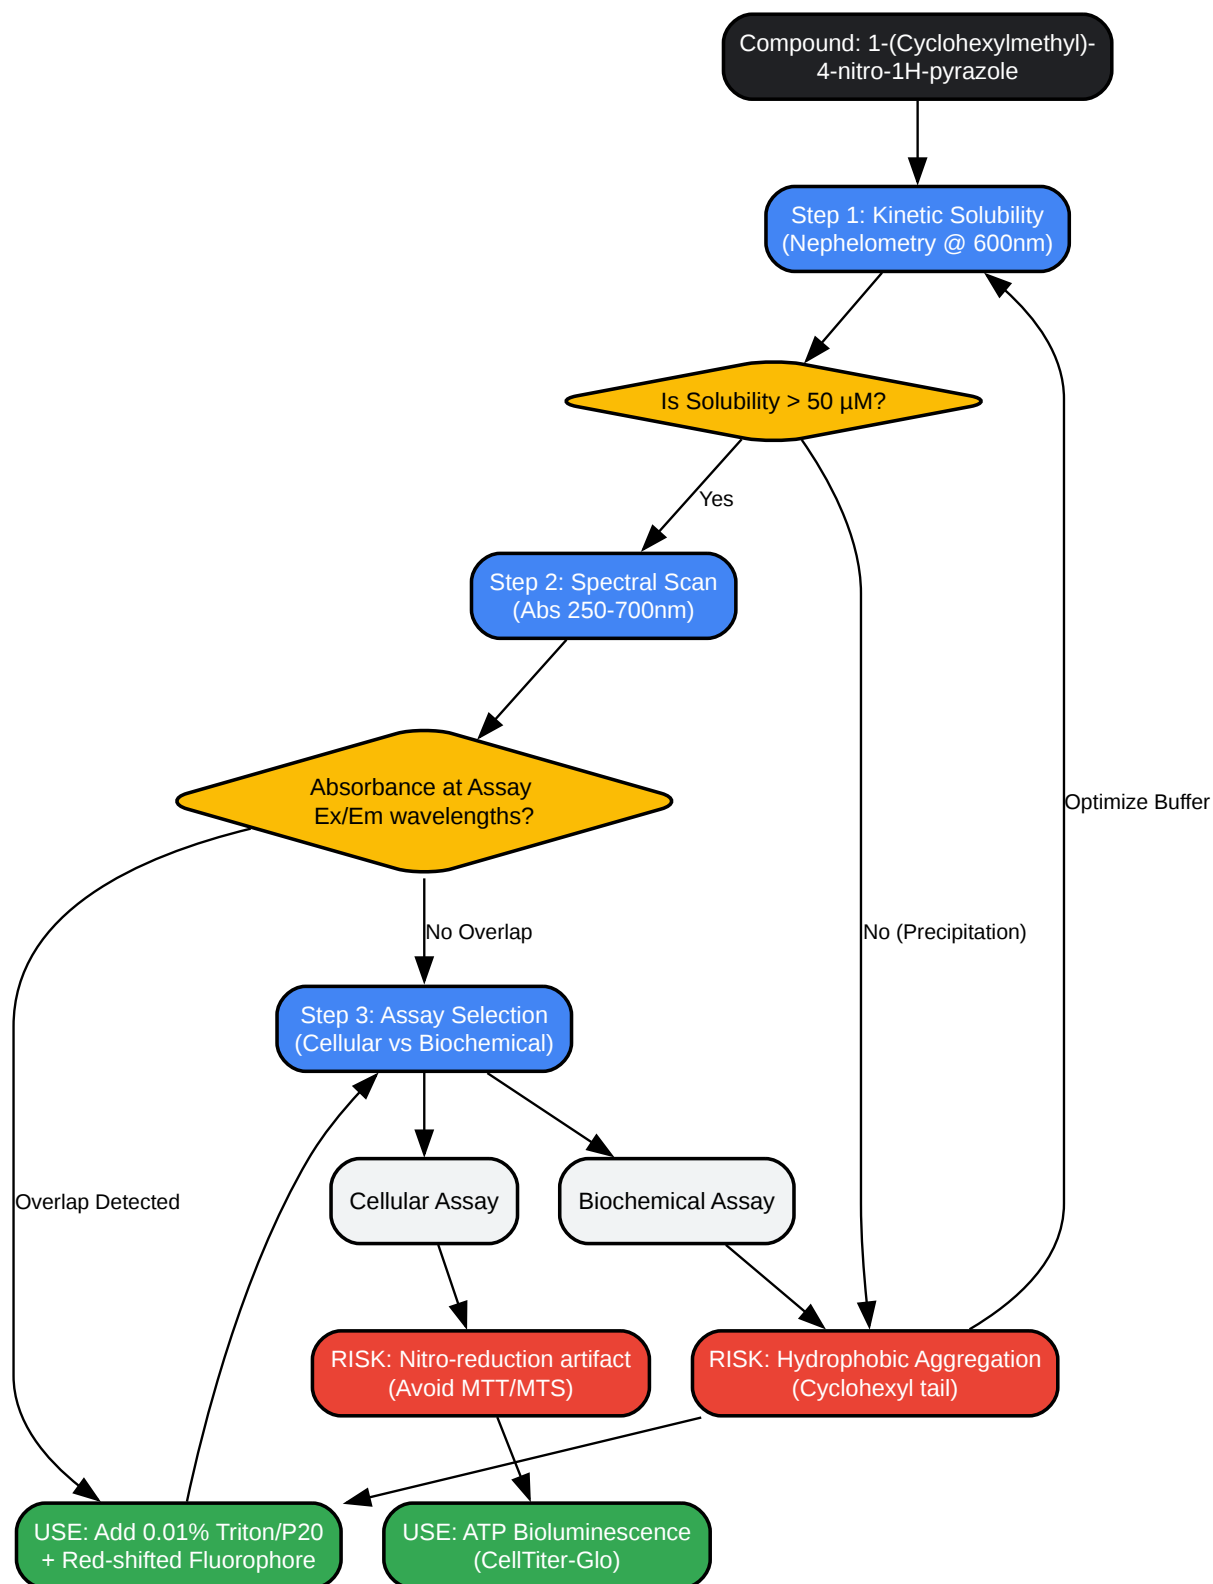 Compound: 1-(Cyclohexylmethyl)-
4-nitro-1H-pyrazole
Step 1: Kinetic Solubility
(Nephelometry @ 600nm)
Is Solubility > 50 µM?
Yes
Step 2: Spectral Scan
(Abs 250-700nm)
Absorbance at Assay
Ex/Em wavelengths?
Optimize Buffer
No Overlap
No (Precipitation)
Step 3: Assay Selection
(Cellular vs Biochemical)
Overlap Detected
Cellular Assay
Biochemical Assay
RISK: Nitro-reduction artifact
(Avoid MTT/MTS)
RISK: Hydrophobic Aggregation
(Cyclohexyl tail)
USE: Add 0.01% Triton/P20
+ Red-shifted Fluorophore
USE: ATP Bioluminescence
(CellTiter-Glo)